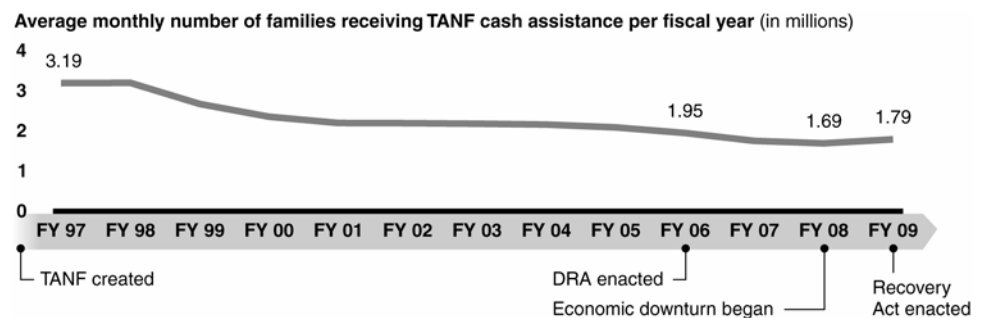 Average monthly number of families receiving TANF cash assistance per fiscal year (in millions)
4
3.19
3
2
1.95
1.69
1.79
1
0
FY 97 FY 98 FY 99 FY 00 FY 01 FY 02 FY 03 FY 04 FY 05 FY 06 FY 07 FY 08 FY 09
TANF created
DRA enacted
Economic downturn began
Recovery
Act enacted